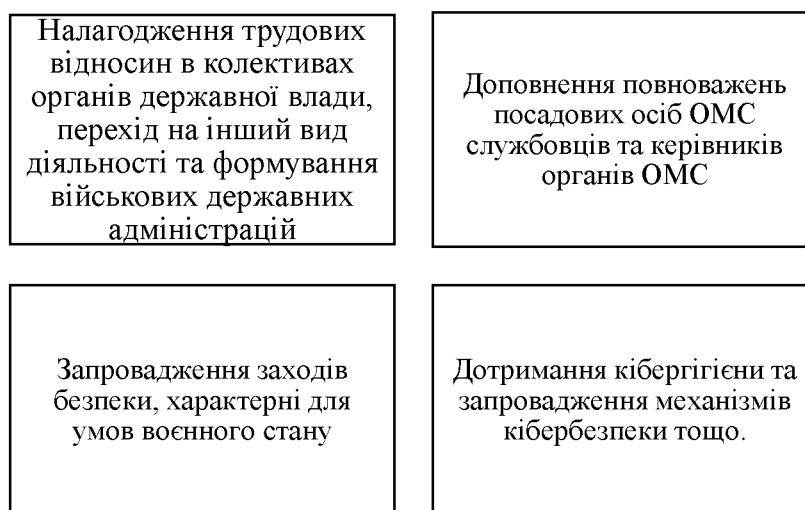 Налагодження трудових
відносин в колективах
органів державної влади,
перехід на інший вид
діяльності та формування
військових державних
адміністрацій
Доповнення повноважень
посадових осіб ОМС
службовців та керівників
органів ОМС
Запровадження заходів
безпеки, характерні для
умов воєнного стану
Дотримання кібергігієни та
запровадження механізмів
кібербезпеки тощо.